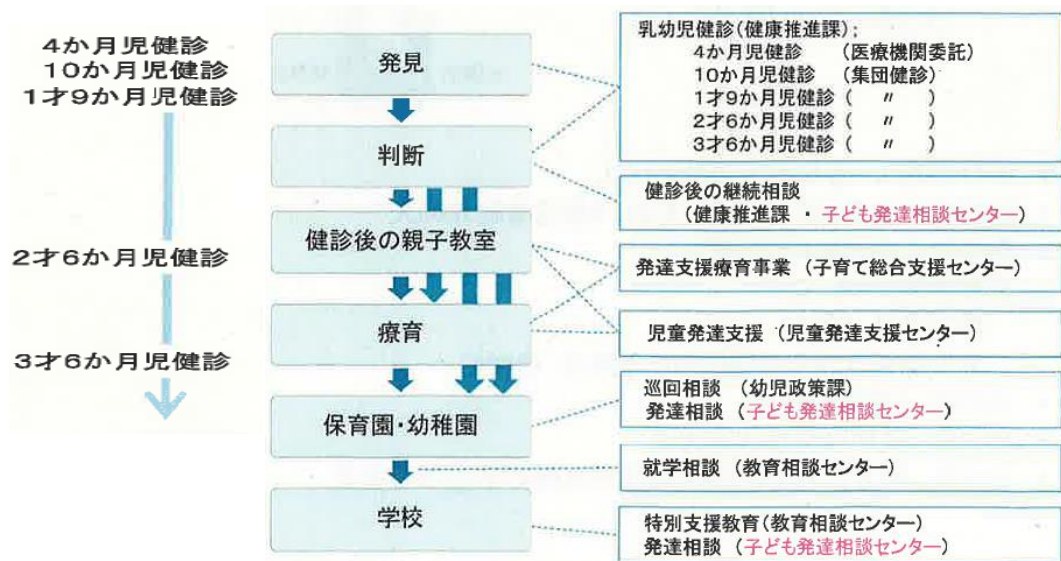 4か月児健診
10か月児健診
1才9か月児健診
2才6か月児健診
3才6か月児健診
発見
判断
健診後の親子教室
療育
保育園・幼稚園
学校
乳幼児健診(健康推進課);
4か月児健診 (医療機関委託)
10か月児健診 (集団健診)
1才9か月児健診 ( 〃 )
2才6か月児健診 ( 〃 )
3才6か月児健診 ( 〃 )
健診後の継続相談
(健康推進課 ・ 子ども発達相談センター)
発達支援療育事業 (子育て総合支援センター)
児童発達支援 (児童発達支援センター)
巡回相談 (幼児政策課)
発達相談 (子ども発達相談センター)
就学相談 (教育相談センター)
特別支援教育(教育相談センター)
発達相談 (子ども発達相談センター)